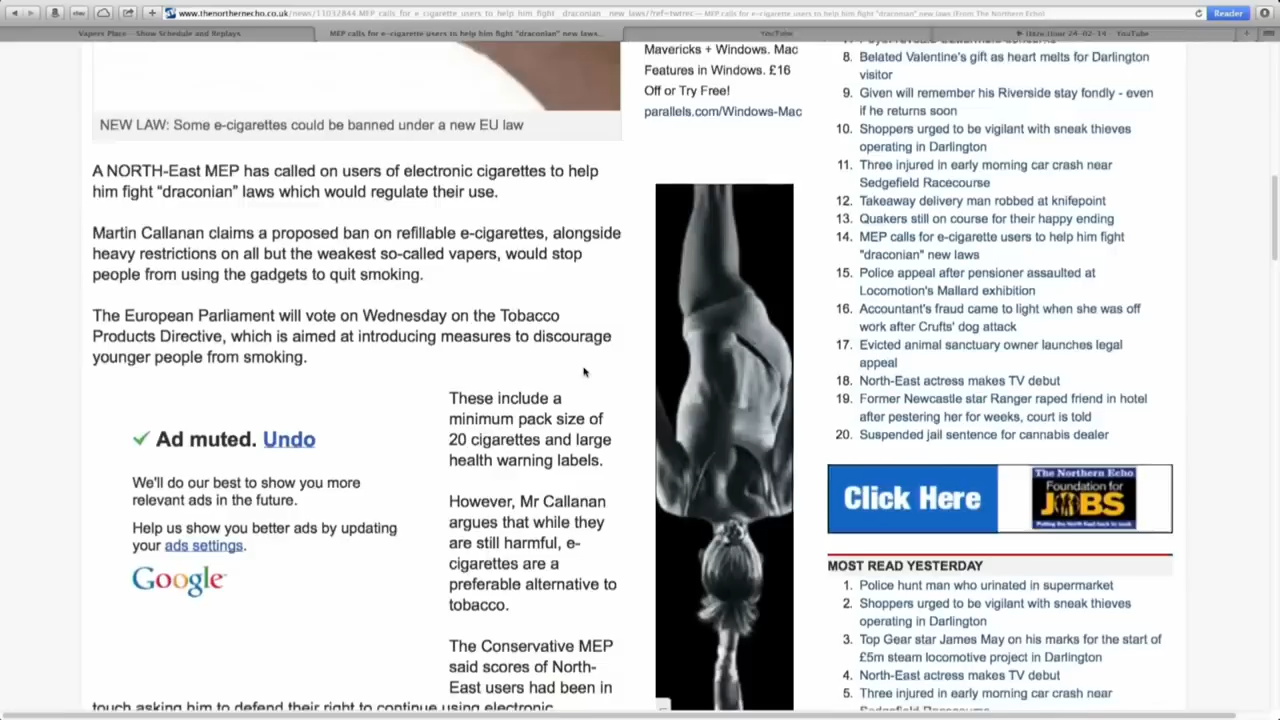 www.thenorthernecho.co.uk/news/11032844.MEP_calls_for_e_cigarette_users_to_help_him_fight__draconian__new_laws/?ref=twtrec — MEP calls for e-cigarette users to help him fight "draconian" new laws (From The Northern Echo)
Reader
Vapers Place — Show Schedule and Replays
MEP calls for e-cigarette users to help him fight "draconian" new laws...
YouTube
24-02-14 - YouTube
NEW LAW: Some e-cigarettes could be banned under a new EU law
A NORTH-East MEP has called on users of electronic cigarettes to help
him fight “draconian” laws which would regulate their use.
Martin Callanan claims a proposed ban on refillable e-cigarettes, alongside
heavy restrictions on all but the weakest so-called vapers, would stop
people from using the gadgets to quit smoking.
The European Parliament will vote on Wednesday on the Tobacco
Products Directive, which is aimed at introducing measures to discourage
younger people from smoking.
Ad muted. Undo
We'll do our best to show you more
relevant ads in the future.
Help us show you better ads by updating
your ads settings.
Google
These include a
minimum pack size of
20 cigarettes and large
health warning labels.
However, Mr Callanan
argues that while they
are still harmful, e-
cigarettes are a
preferable alternative to
tobacco.
The Conservative MEP
said scores of North-
East users had been in
touch asking him to defend their right to continue using electronic
Mavericks + Windows. Mac
Features in Windows. £16
Off or Try Free!
parallels.com/Windows-Mac
8. Belated Valentine's gift as heart melts for Darlington
visitor
9. Given will remember his Riverside stay fondly - even
if he returns soon
10. Shoppers urged to be vigilant with sneak thieves
operating in Darlington
11. Three injured in early morning car crash near
Sedgefield Racecourse
12. Takeaway delivery man robbed at knifepoint
13. Quakers still on course for their happy ending
14. MEP calls for e-cigarette users to help him fight
"draconian" new laws
15. Police appeal after pensioner assaulted at
Locomotion's Mallard exhibition
16. Accountant's fraud came to light when she was off
work after Crufts' dog attack
17. Evicted animal sanctuary owner launches legal
appeal
18. North-East actress makes TV debut
19. Former Newcastle star Ranger raped friend in hotel
after pestering her for weeks, court is told
20. Suspended jail sentence for cannabis dealer
Click Here
The Northern Echo
Foundation for
JOBS
Putting the North East back to work
MOST READ YESTERDAY
1. Police hunt man who urinated in supermarket
2. Shoppers urged to be vigilant with sneak thieves
operating in Darlington
3. Top Gear star James May on his marks for the start of
£5m steam locomotive project in Darlington
4. North-East actress makes TV debut
5. Three injured in early morning car crash near
Sedgefield Racecourse